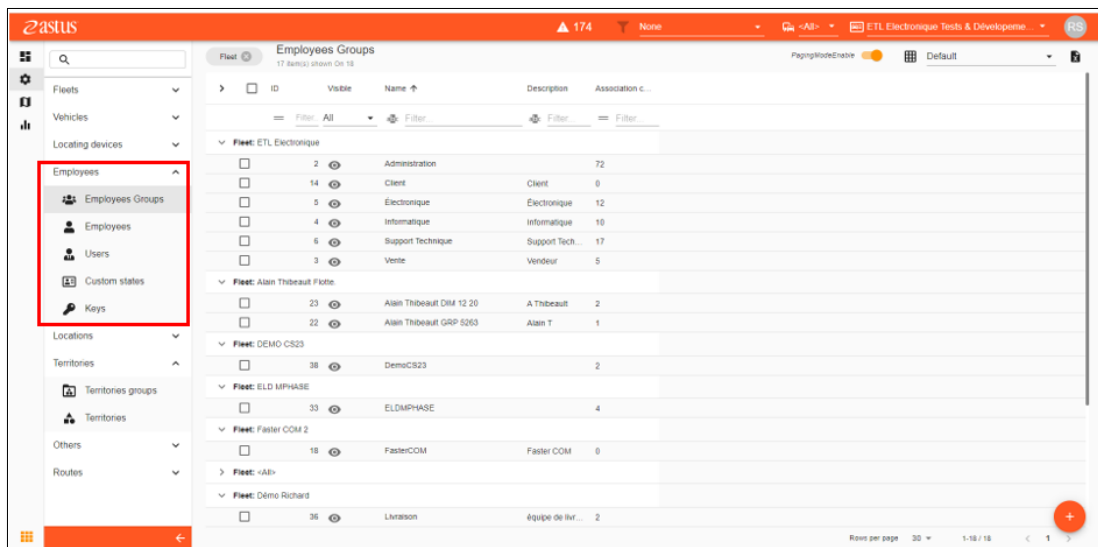 astus
174
None
<All>
ETL Electronique Tests & Dévelopeme...
RS
Fleet
Employees Groups
17 item(s) shown On 18
PagingModeEnable
Default
Fleets
Vehicles
Locating devices
Employees
Employees Groups
Employees
Users
Custom states
Keys
Locations
Territories
Territories groups
Territories
Others
Routes
ID Visible Name Description Association c...
Filter... All Filter... Filter... Filter...
Fleet: ETL Electronique
2 Administration 72
14 Client Client 0
5 Électronique Électronique 12
4 Informatique Informatique 10
6 Support Technique Support Tech... 17
3 Vente Vendeur 5
Fleet: Alain Thibeault Flotte.
23 Alain Thibeault DIM 12 20 A Thibeault 2
22 Alain Thibeault GRP 5263 Alain T 1
Fleet: DEMO CS23
38 DemoCS23 2
Fleet: ELD MPHASE
33 ELDMPHASE 4
Fleet: Faster COM 2
18 FasterCOM Faster COM 0
Fleet: <All>
Fleet: Démo Richard
36 Livraison équipe de livr... 2
Rows per page 30 1-18 / 18 1